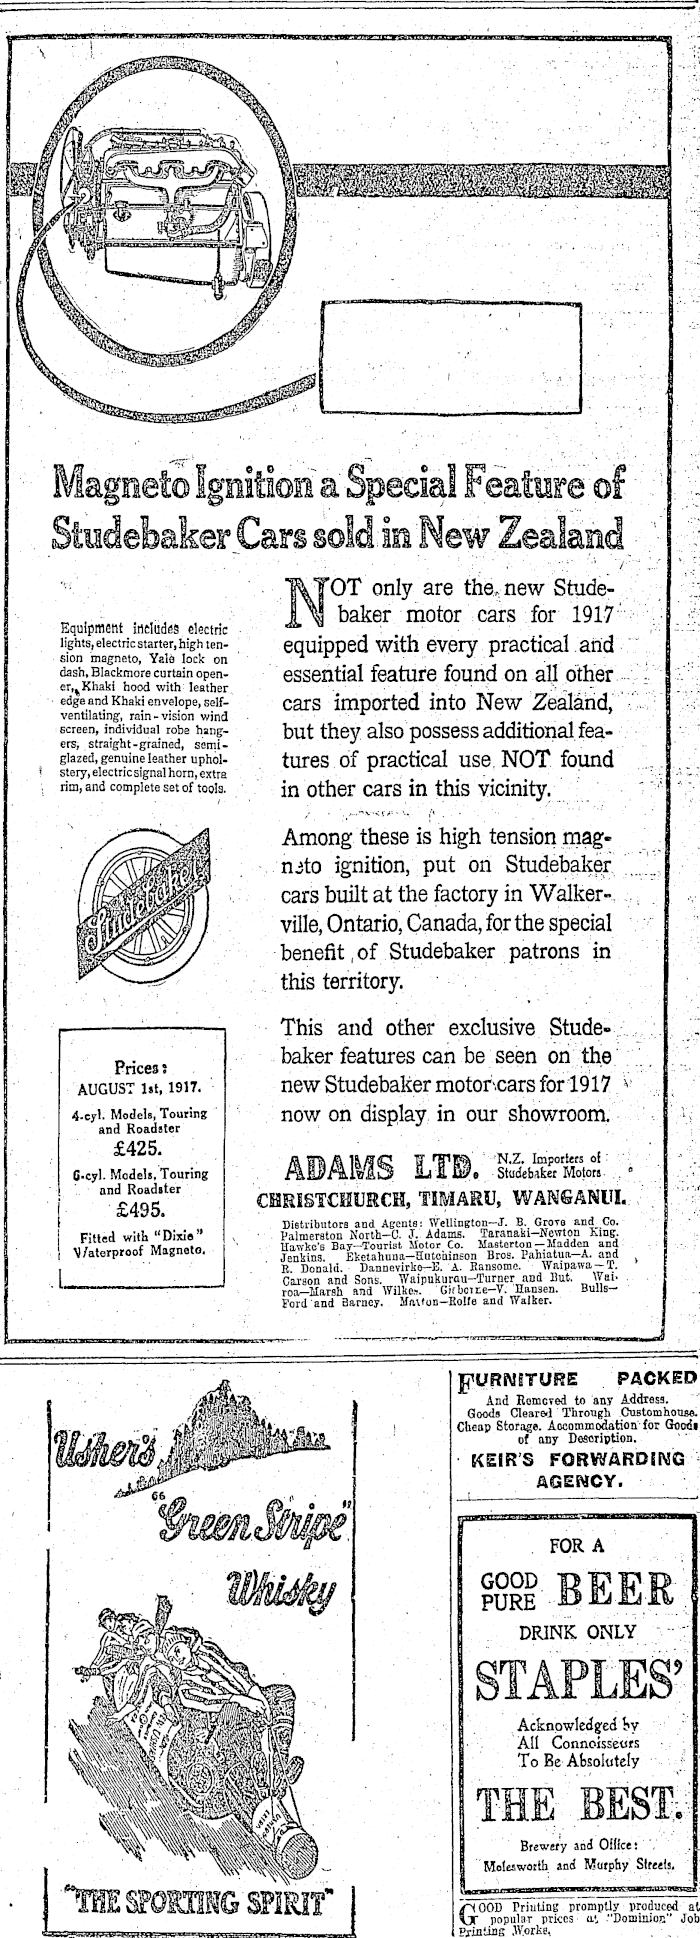 Magneto Ignition a Special Feature of
Studebaker Cars sold in New Zealand
Equipment includes electric
lights, electric starter, high ten-
sion magneto, Yale lock on
dash, Blackmore curtain open-
er, Khaki hood with leather
edge and Khaki envelope, self-
ventilating, rain-vision wind
screen, individual robe hang-
ers, straight-grained, semi-
glazed, genuine leather uphol-
stery, electric signal horn, extra
rim, and complete set of tools.
Studebaker
Prices:
AUGUST 1st, 1917.
4-cyl. Models, Touring
and Roadster
£425.
6-cyl. Models, Touring
and Roadster
£495.
Fitted with "Dixie"
Waterproof Magneto.
NOT only are the new Stude-
baker motor cars for 1917
equipped with every practical and
essential feature found on all other
cars imported into New Zealand,
but they also possess additional fea-
tures of practical use NOT found
in other cars in this vicinity.
Among these is high tension mag-
neto ignition, put on Studebaker
cars built at the factory in Walker-
ville, Ontario, Canada, for the special
benefit of Studebaker patrons in
this territory.
This and other exclusive Stude-
baker features can be seen on the
new Studebaker motor cars for 1917
now on display in our showroom.
ADAMS LTD. N.Z. Importers of
Studebaker Motors
CHRISTCHURCH, TIMARU, WANGANUI.
Distributors and Agents: Wellington—J. B. Grove and Co.
Palmerston North—C. J. Adams. Taranaki—Newton King.
Hawke's Bay—Tourist Motor Co. Masterton—Madden and
Jenkins. Eketahuna—Hutchinson Bros. Pahiatua—A. and
R. Donald. Dannevirke—E. A. Ransome. Waipawa—T.
Carson and Sons. Waipukurau—Turner and But. Wai-
roa—Marsh and Wilkes. Gisborne—V. Hansen. Bulls—
Ford and Barney. Marton—Rolfe and Walker.
Usher's
"Green Stripe"
Whisky
"THE SPORTING SPIRIT"
FURNITURE PACKED
And Removed to any Address.
Goods Cleared Through Customhouse.
Cheap Storage. Accommodation for Goods
of any Description.
KEIR'S FORWARDING
AGENCY.
FOR A
GOOD
PURE BEER
DRINK ONLY
STAPLES'
Acknowledged by
All Connoisseurs
To Be Absolutely
THE BEST.
Brewery and Office:
Molesworth and Murphy Streets.
GOOD Printing promptly produced at
popular prices at "Dominion" Job
Printing Works.